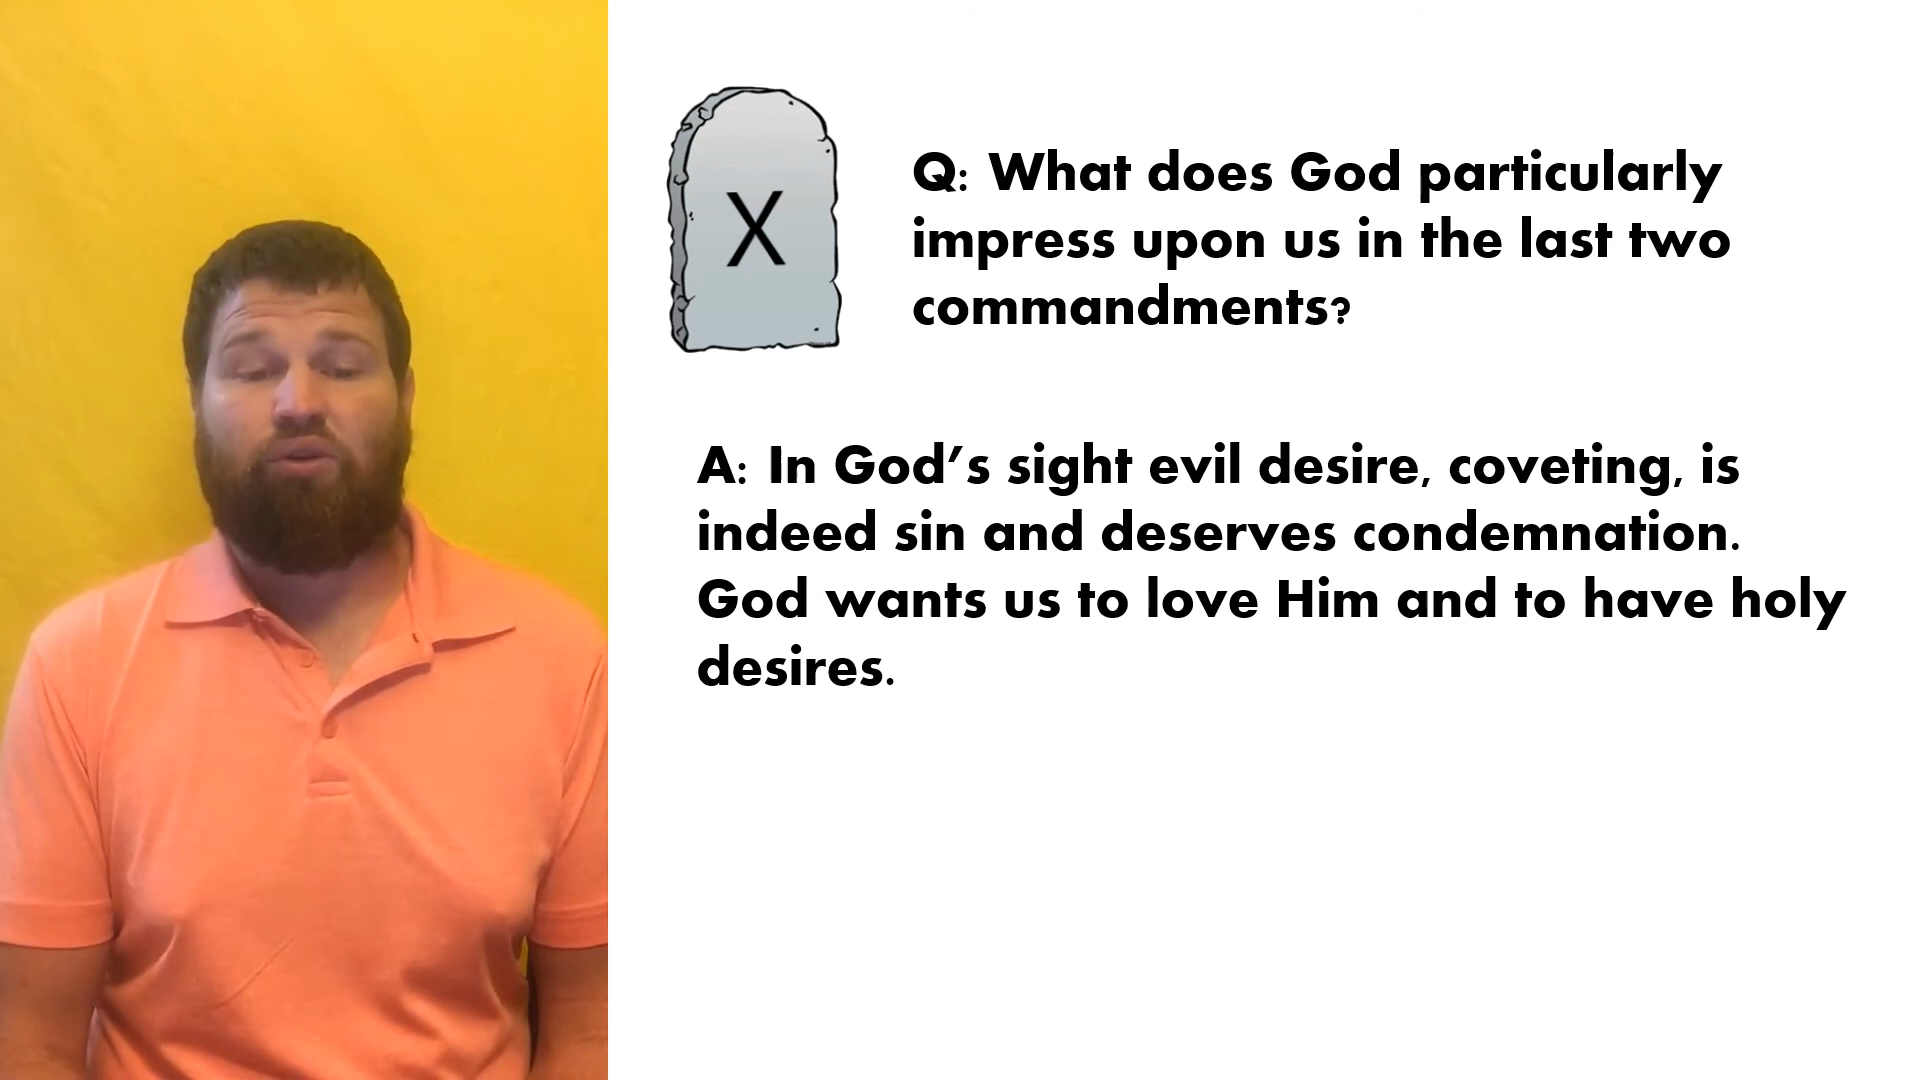 X
Q: What does God particularly
impress upon us in the last two
commandments?
A: In God’s sight evil desire, coveting, is
indeed sin and deserves condemnation.
God wants us to love Him and to have holy
desires.